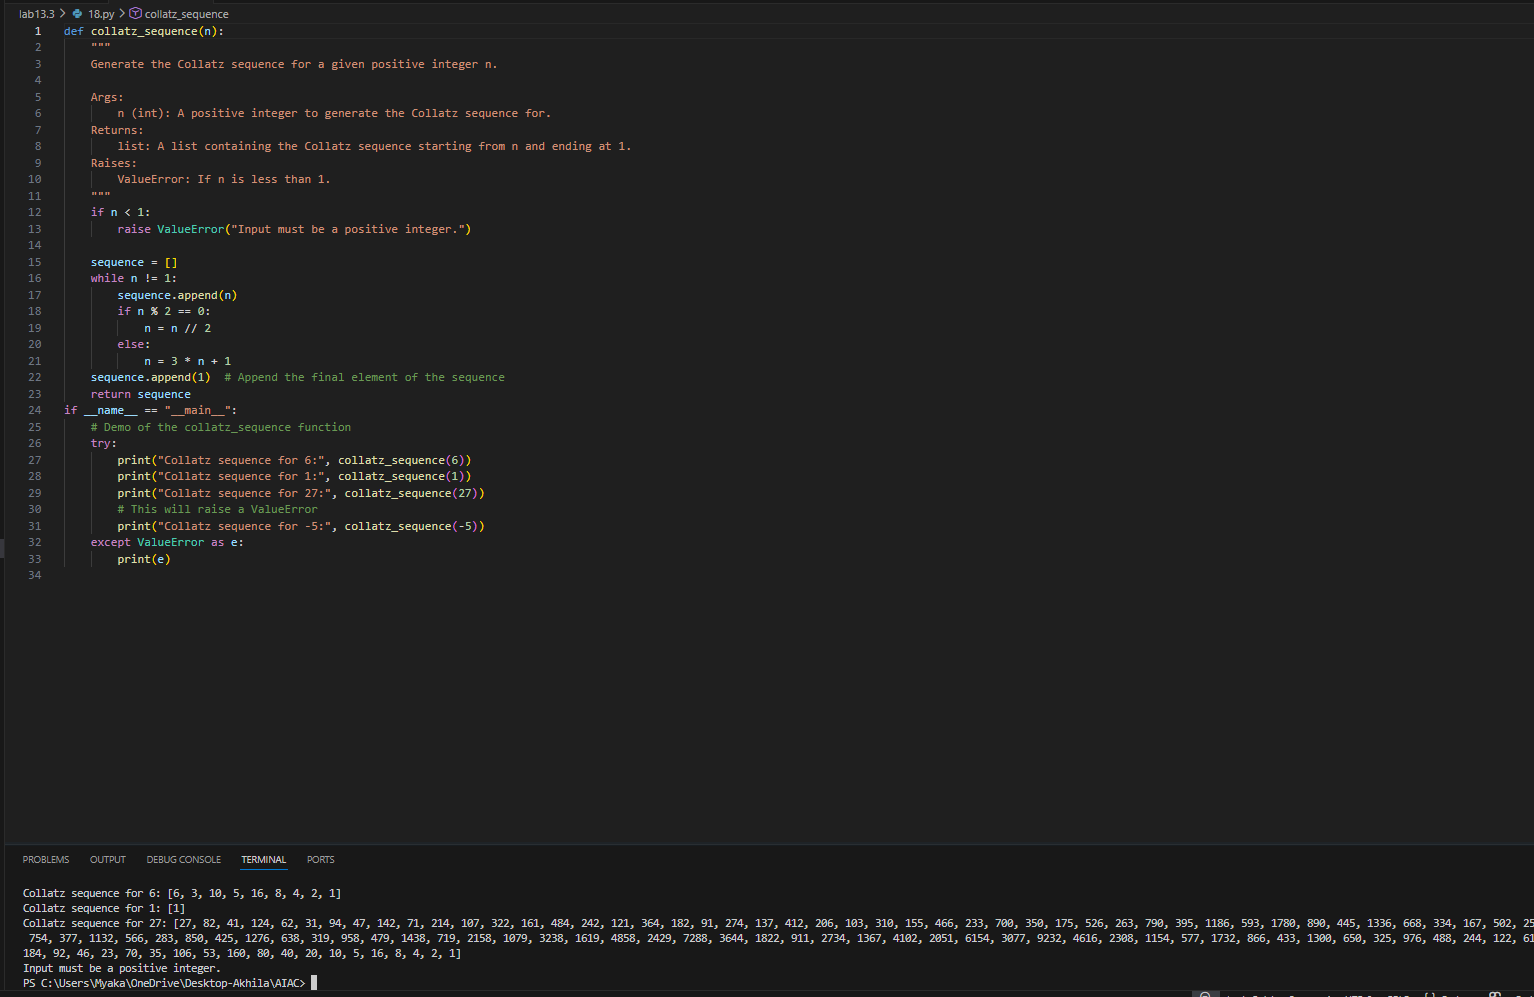 lab13.3 > 18.py > collatz_sequence
1 def collatz_sequence(n):
2     """
3     Generate the Collatz sequence for a given positive integer n.
4
5     Args:
6         n (int): A positive integer to generate the Collatz sequence for.
7     Returns:
8         list: A list containing the Collatz sequence starting from n and ending at 1.
9     Raises:
10         ValueError: If n is less than 1.
11     """
12     if n < 1:
13         raise ValueError("Input must be a positive integer.")
14
15     sequence = []
16     while n != 1:
17         sequence.append(n)
18         if n % 2 == 0:
19             n = n // 2
20         else:
21             n = 3 * n + 1
22     sequence.append(1)  # Append the final element of the sequence
23     return sequence
24 if __name__ == "__main__":
25     # Demo of the collatz_sequence function
26     try:
27         print("Collatz sequence for 6:", collatz_sequence(6))
28         print("Collatz sequence for 1:", collatz_sequence(1))
29         print("Collatz sequence for 27:", collatz_sequence(27))
30         # This will raise a ValueError
31         print("Collatz sequence for -5:", collatz_sequence(-5))
32     except ValueError as e:
33         print(e)
34
PROBLEMS OUTPUT DEBUG CONSOLE TERMINAL PORTS
Collatz sequence for 6: [6, 3, 10, 5, 16, 8, 4, 2, 1]
Collatz sequence for 1: [1]
Collatz sequence for 27: [27, 82, 41, 124, 62, 31, 94, 47, 142, 71, 214, 107, 322, 161, 484, 242, 121, 364, 182, 91, 274, 137, 412, 206, 103, 310, 155, 466, 233, 700, 350, 175, 526, 263, 790, 395, 1186, 593, 1780, 890, 445, 1336, 668, 334, 167, 502, 25
754, 377, 1132, 566, 283, 850, 425, 1276, 638, 319, 958, 479, 1438, 719, 2158, 1079, 3238, 1619, 4858, 2429, 7288, 3644, 1822, 911, 2734, 1367, 4102, 2051, 6154, 3077, 9232, 4616, 2308, 1154, 577, 1732, 866, 433, 1300, 650, 325, 976, 488, 244, 122, 61
184, 92, 46, 23, 70, 35, 106, 53, 160, 80, 40, 20, 10, 5, 16, 8, 4, 2, 1]
Input must be a positive integer.
PS C:\Users\Myaka\OneDrive\Desktop-Akhila\AIAC>